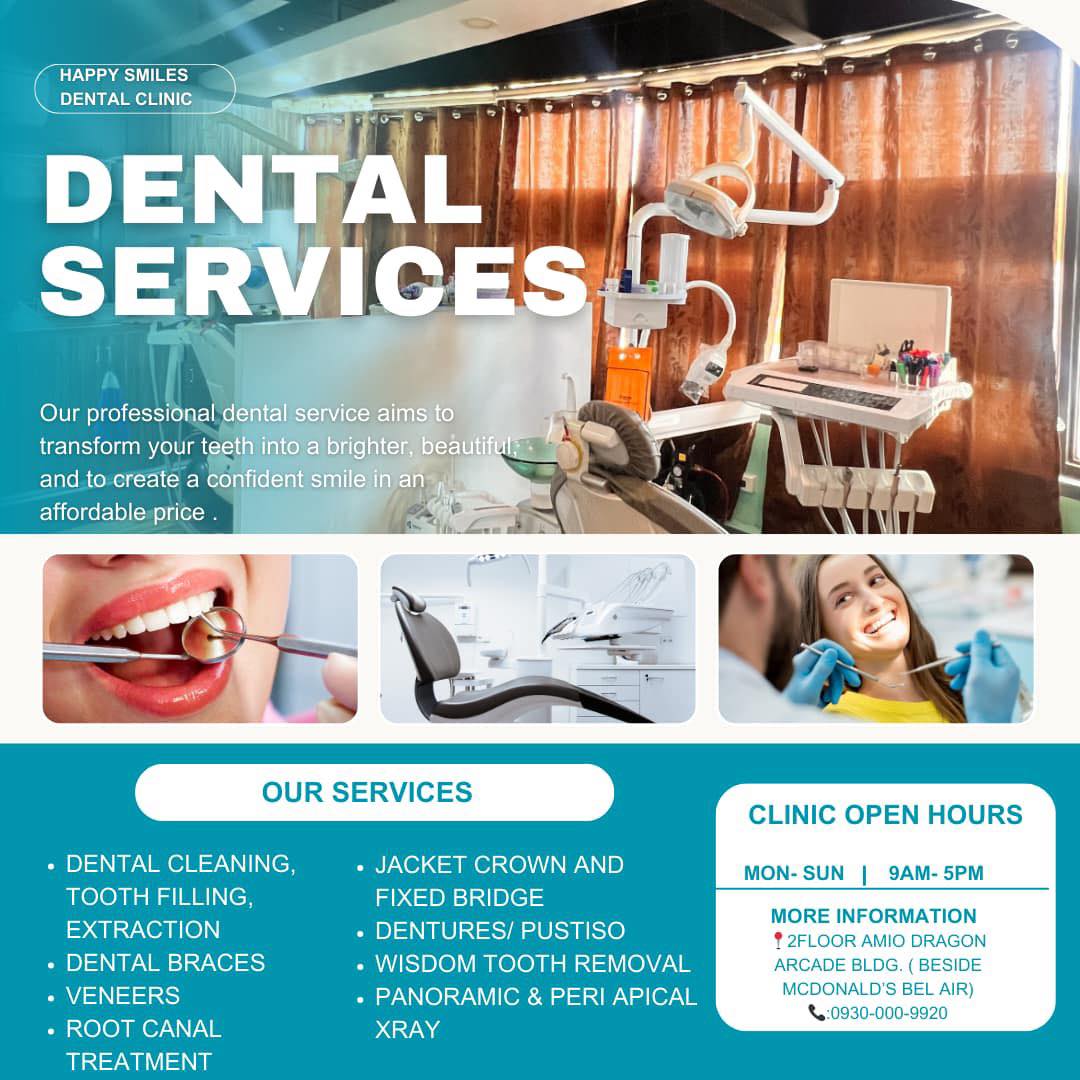 HAPPY SMILES
DENTAL CLINIC
DENTAL
SERVICES
Our professional dental service aims to
transform your teeth into a brighter, beautiful,
and to create a confident smile in an
affordable price .
OUR SERVICES
• DENTAL CLEANING,
TOOTH FILLING,
EXTRACTION
• DENTAL BRACES
• VENEERS
• ROOT CANAL
TREATMENT
• JACKET CROWN AND
FIXED BRIDGE
• DENTURES/ PUSTISO
• WISDOM TOOTH REMOVAL
• PANORAMIC & PERI APICAL
XRAY
CLINIC OPEN HOURS
MON- SUN | 9AM- 5PM
MORE INFORMATION
📍2FLOOR AMIO DRAGON
ARCADE BLDG. ( BESIDE
MCDONALD'S BEL AIR)
📞:0930-000-9920